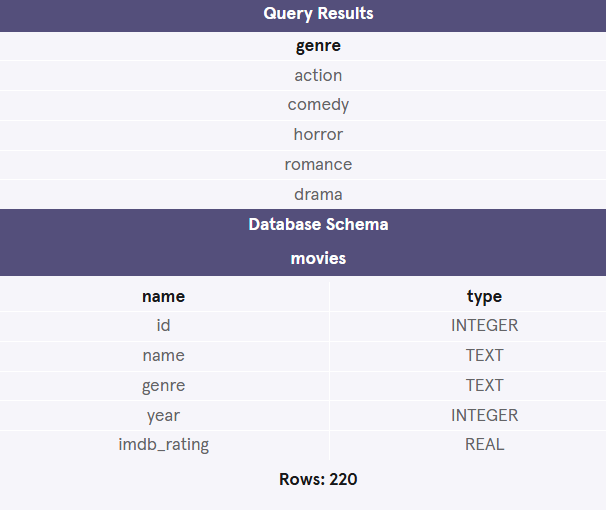 Query Results
genre
action
comedy
horror
romance
drama
Database Schema
movies
name type
id INTEGER
name TEXT
genre TEXT
year INTEGER
imdb_rating REAL
Rows: 220